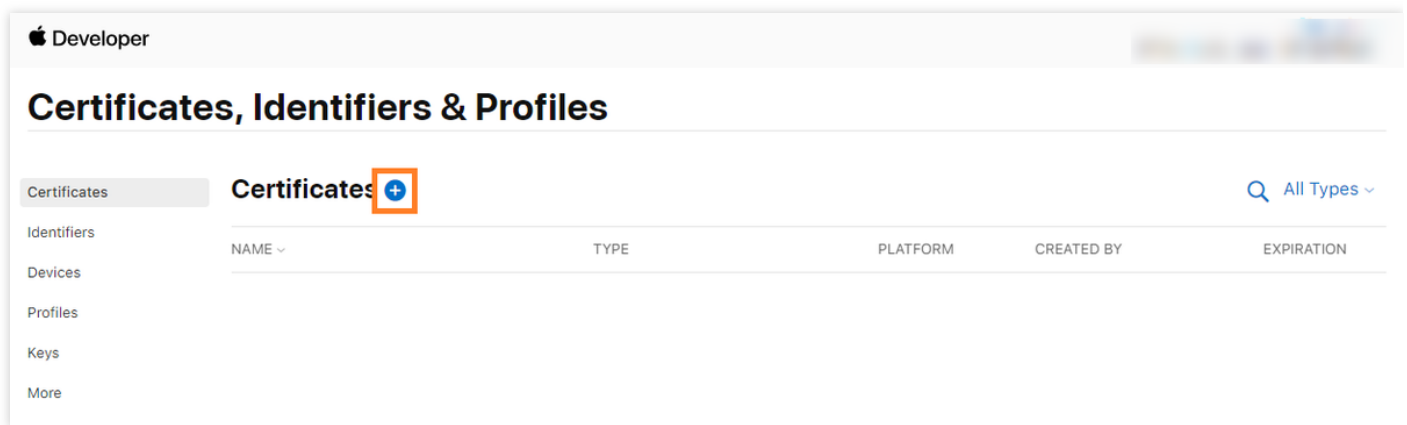 Developer
Certificates, Identifiers & Profiles
Certificates
Identifiers
Devices
Profiles
Keys
More
Certificates
All Types
NAME TYPE PLATFORM CREATED BY EXPIRATION